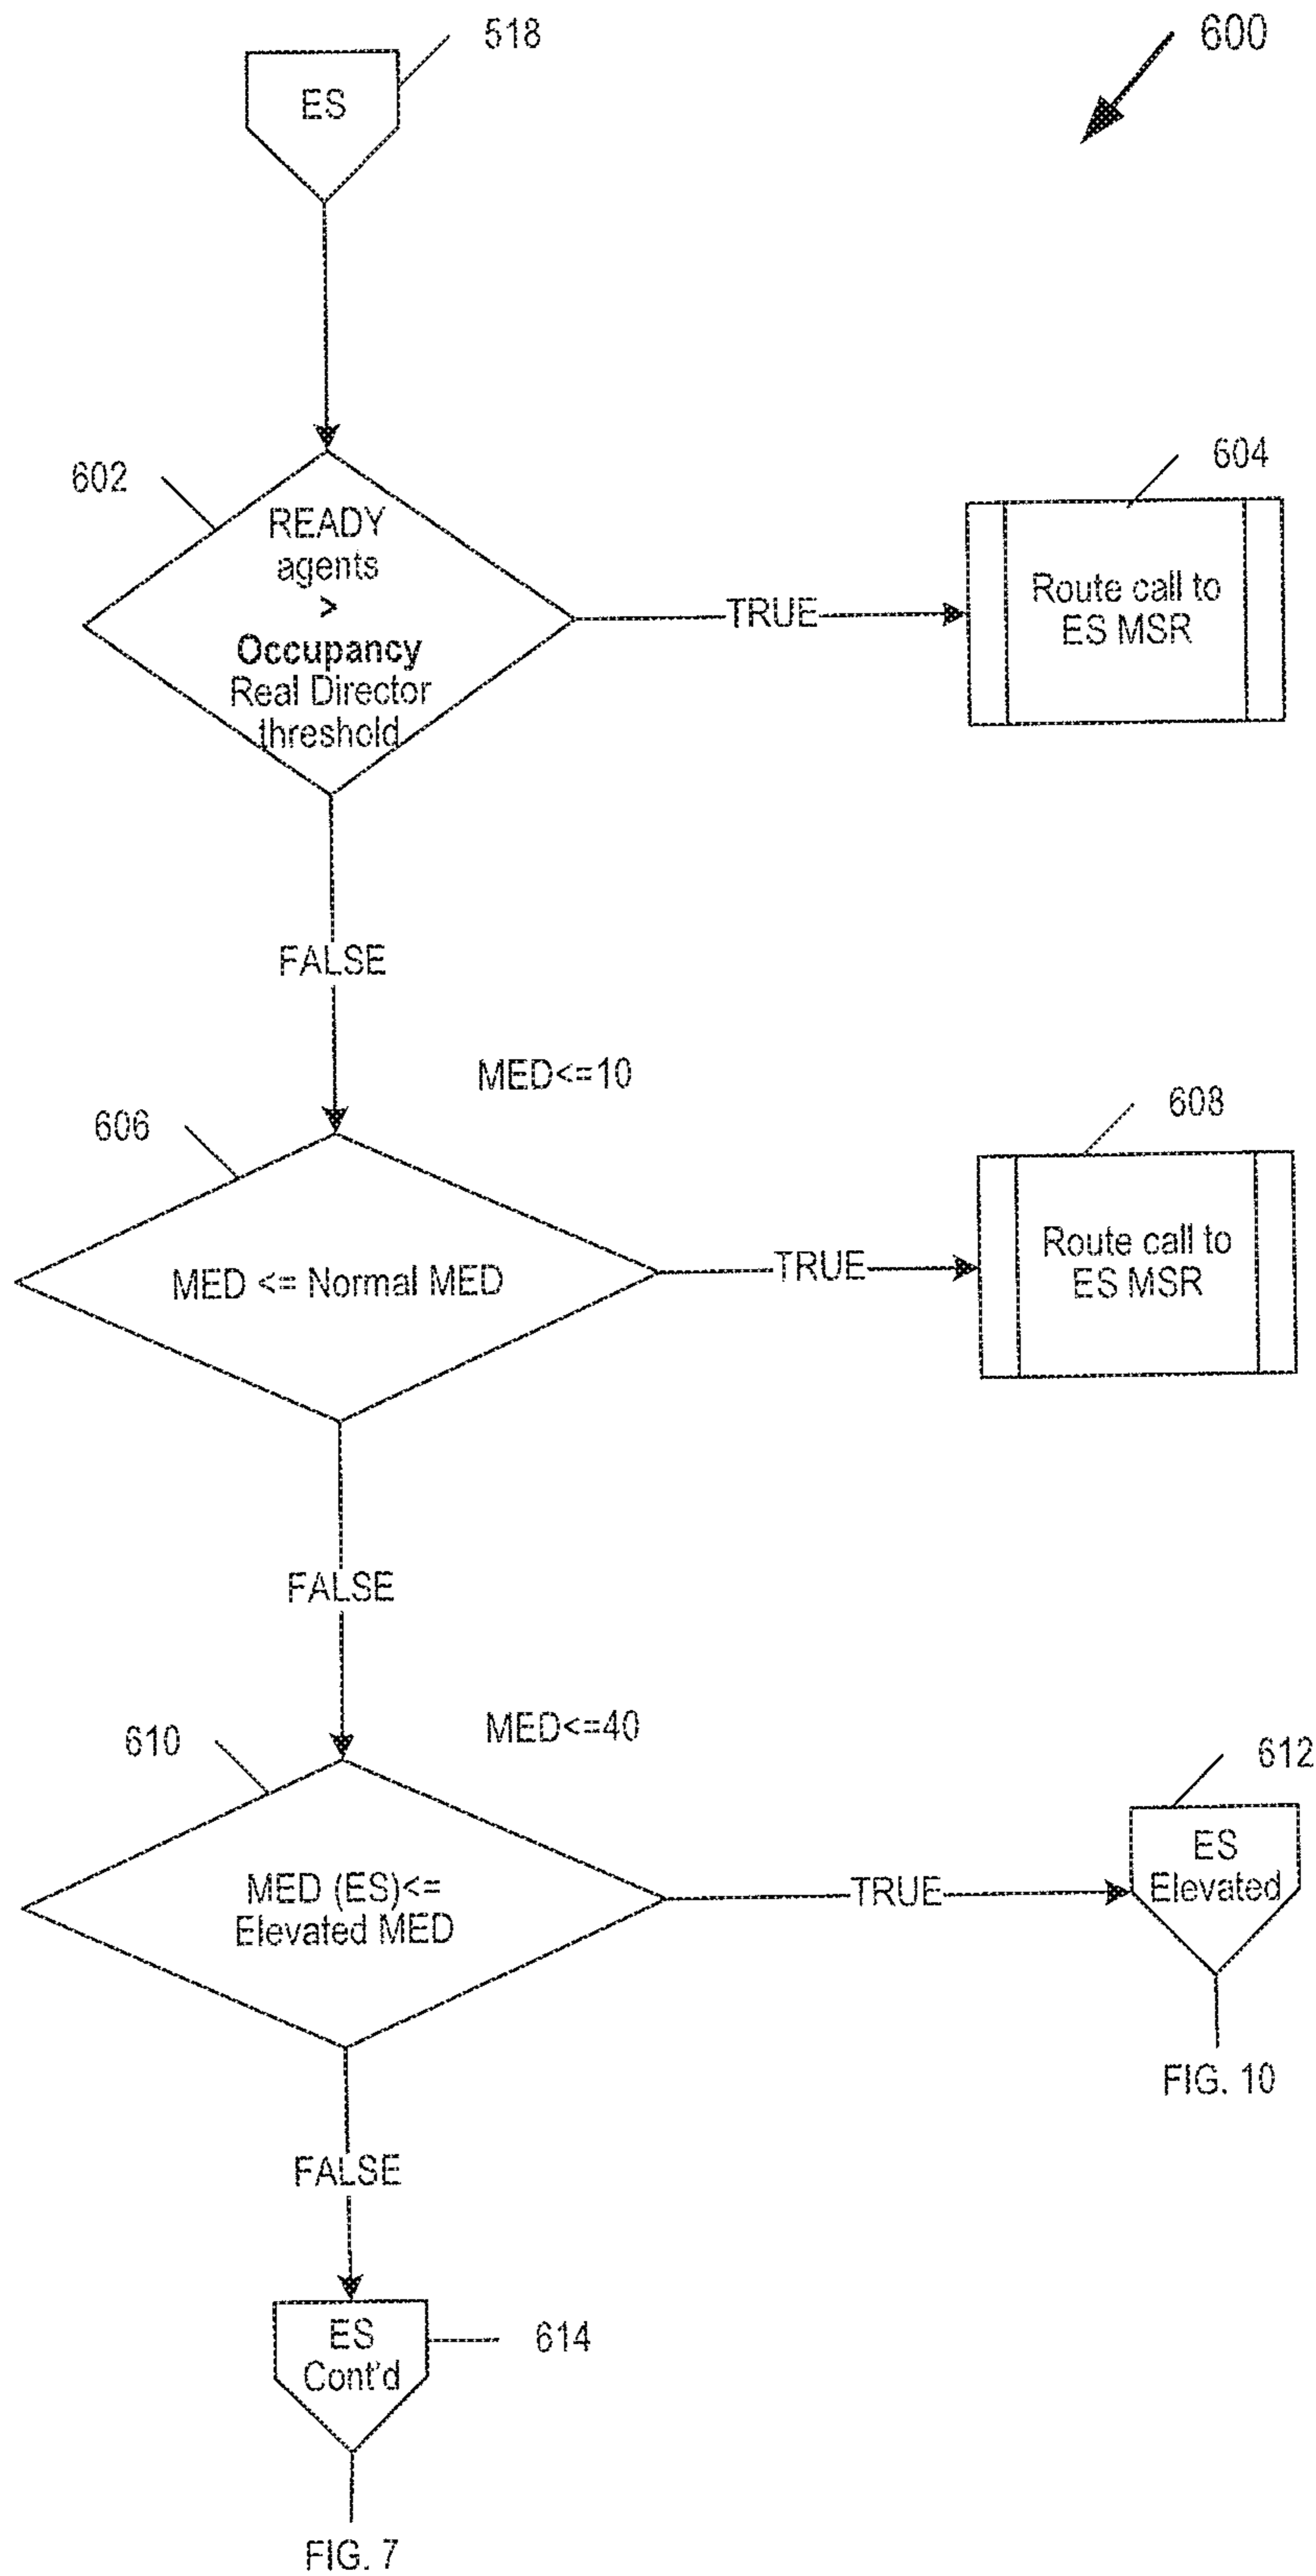 518
600
ES
602
READY
agents
>
Occupancy
Real Director
threshold
TRUE
604
Route call to
ES MSR
FALSE
MED<=10
606
MED <= Normal MED
TRUE
608
Route call to
ES MSR
FALSE
MED<=40
610
MED (ES)<=
Elevated MED
TRUE
612
ES
Elevated
FIG. 10
FALSE
ES
Cont'd
614
FIG. 7